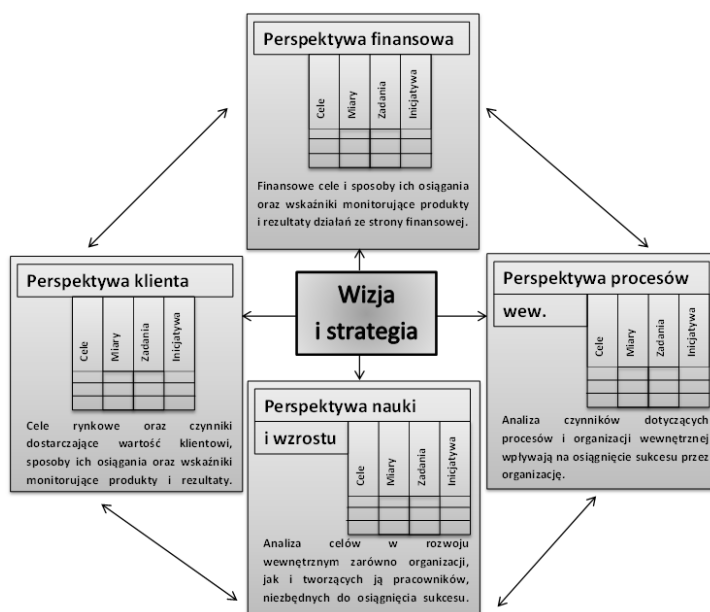 Perspektywa finansowa
Cele
Miary
Zadania
Inicjatywa
Finansowe cele i sposoby ich osiągania
oraz wskaźniki monitorujące produkty
i rezultaty działań ze strony finansowej.
Perspektywa klienta
Cele
Miary
Zadania
Inicjatywa
Cele rynkowe oraz czynniki
dostarczające wartość klientowi,
sposoby ich osiągania oraz wskaźniki
monitorujące produkty i rezultaty.
Wizja
i strategia
Perspektywa procesów
wew.
Cele
Miary
Zadania
Inicjatywa
Analiza czynników dotyczących
procesów i organizacji wewnętrznej
wpływają na osiągnięcie sukcesu przez
organizację.
Perspektywa nauki
i wzrostu
Cele
Miary
Zadania
Inicjatywa
Analiza celów w rozwoju
wewnętrznym zarówno organizacji,
jak i tworzących ją pracowników,
niezbędnych do osiągnięcia sukcesu.